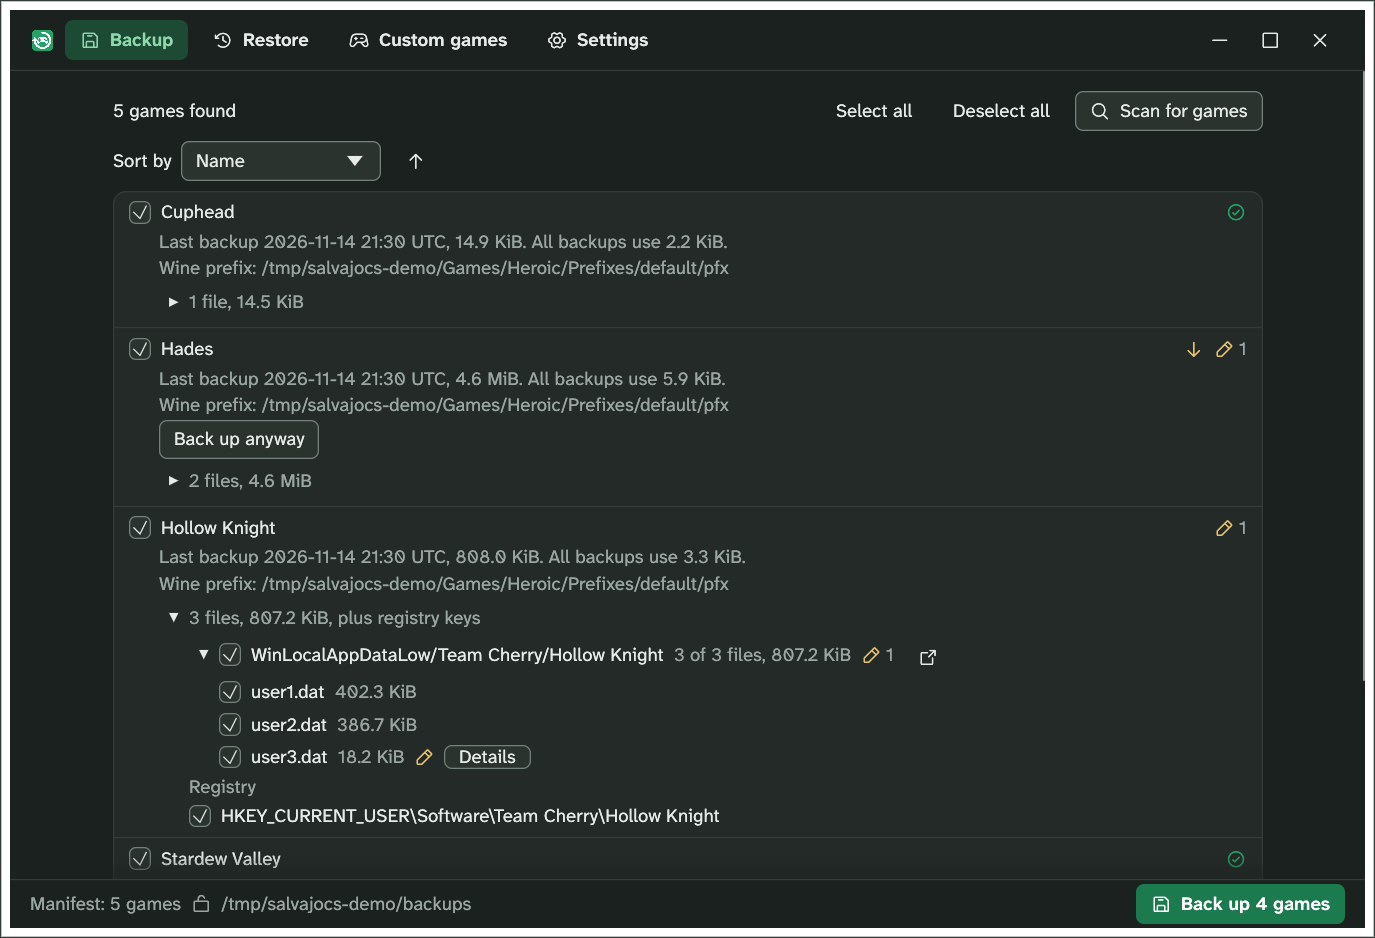 Backup Restore Custom games Settings
5 games found Select all Deselect all Scan for games
Sort by Name
Cuphead
Last backup 2026-11-14 21:30 UTC, 14.9 KiB. All backups use 2.2 KiB.
Wine prefix: /tmp/salvajocs-demo/Games/Heroic/Prefixes/default/pfx
1 file, 14.5 KiB
Hades 1
Last backup 2026-11-14 21:30 UTC, 4.6 MiB. All backups use 5.9 KiB.
Wine prefix: /tmp/salvajocs-demo/Games/Heroic/Prefixes/default/pfx
Back up anyway
2 files, 4.6 MiB
Hollow Knight 1
Last backup 2026-11-14 21:30 UTC, 808.0 KiB. All backups use 3.3 KiB.
Wine prefix: /tmp/salvajocs-demo/Games/Heroic/Prefixes/default/pfx
3 files, 807.2 KiB, plus registry keys
WinLocalAppDataLow/Team Cherry/Hollow Knight 3 of 3 files, 807.2 KiB 1
user1.dat 402.3 KiB
user2.dat 386.7 KiB
user3.dat 18.2 KiB Details
Registry
HKEY_CURRENT_USER\Software\Team Cherry\Hollow Knight
Stardew Valley
Manifest: 5 games /tmp/salvajocs-demo/backups Back up 4 games